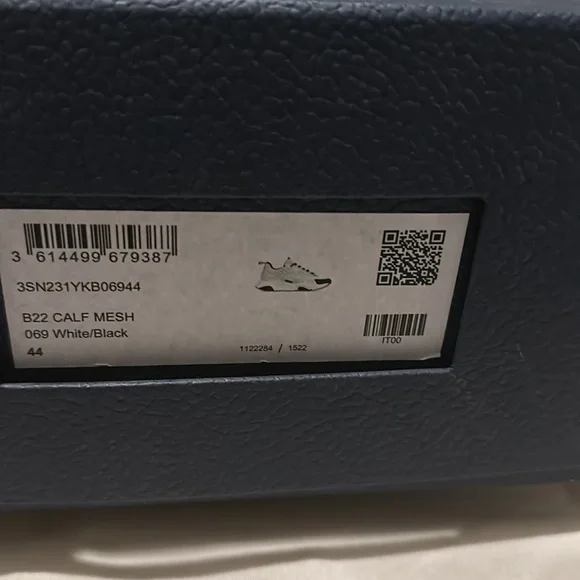 3 614499 679387
3SN231YKB06944
B22 CALF MESH
069 White/Black
44
1122284 / 1522
IT00